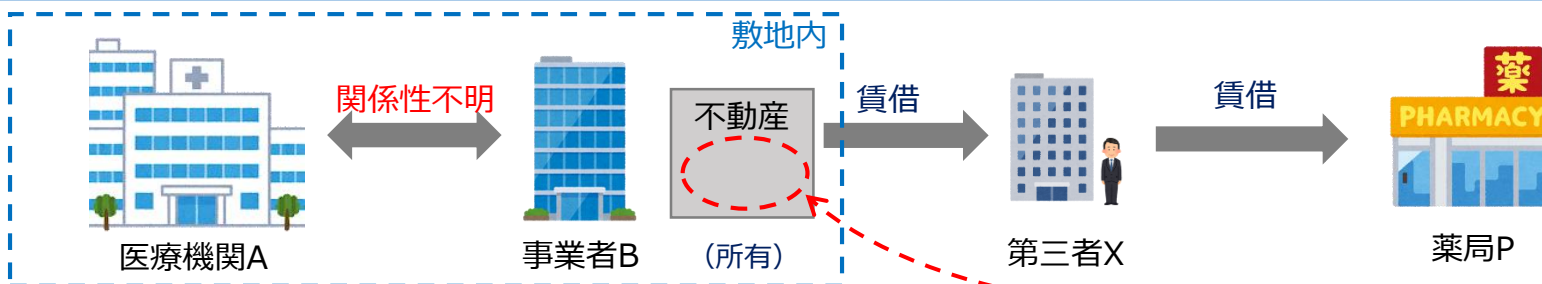 敷地内
関係性不明
不動産
賃借
賃借
薬
PHARMACY
医療機関A
事業者B
（所有）
第三者X
薬局P